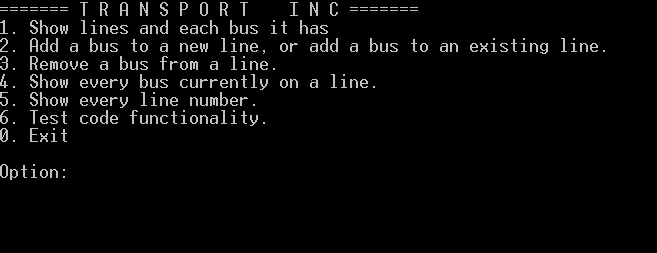 ======= T R A N S P O R T   I N C =======
1. Show lines and each bus it has
2. Add a bus to a new line, or add a bus to an existing line.
3. Remove a bus from a line.
4. Show every bus currently on a line.
5. Show every line number.
6. Test code functionality.
0. Exit
Option: